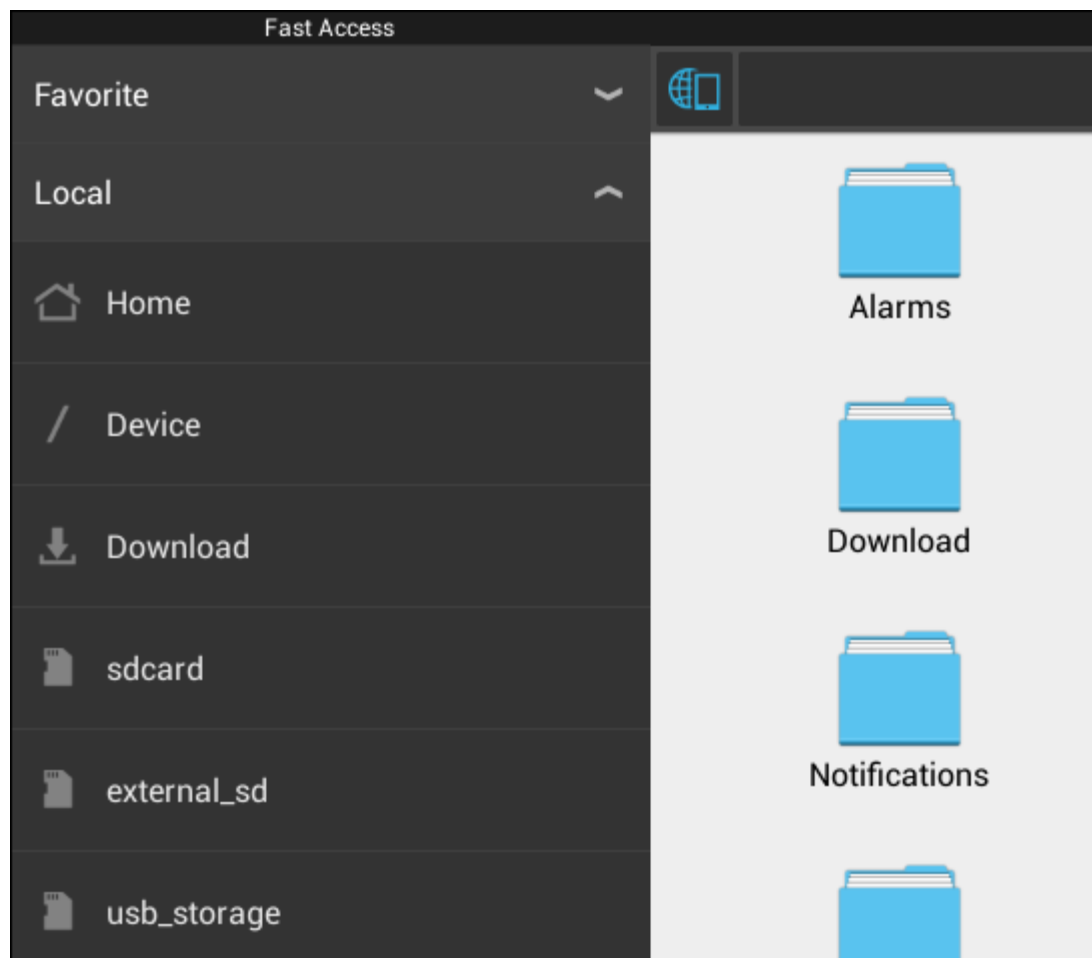 Fast Access
Favorite
Local
Home
Device
Download
sdcard
external_sd
usb_storage
Alarms
Download
Notifications